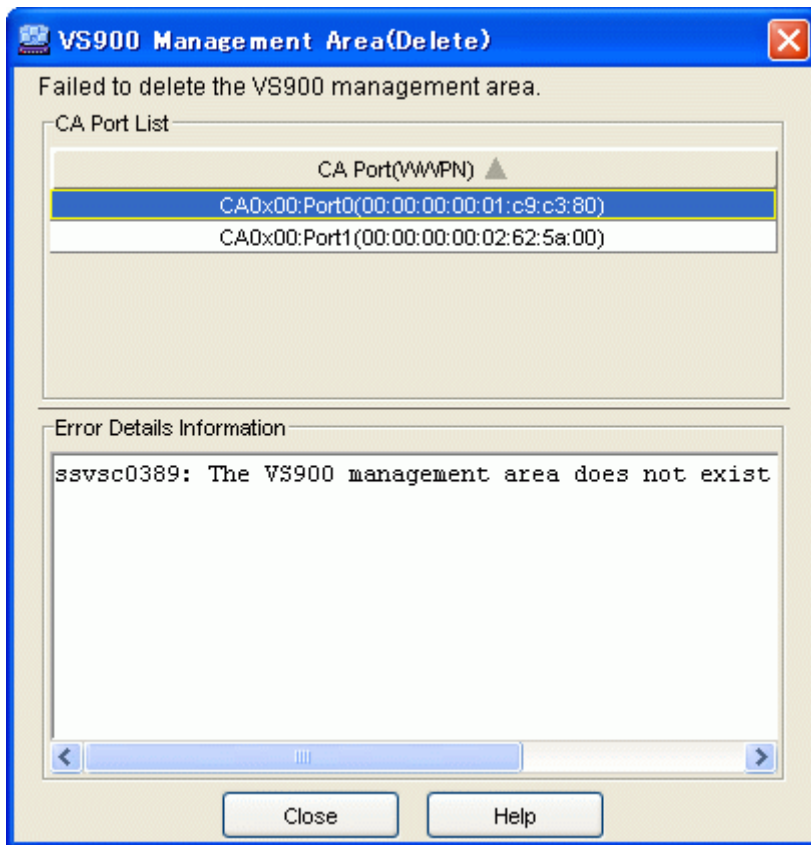 VS900 Management Area(Delete)
Failed to delete the VS900 management area.
CA Port List
CA Port(WWPN)
CA0x00:Port0(00:00:00:00:01:c9:c3:80)
CA0x00:Port1(00:00:00:00:02:62:5a:00)
Error Details Information
ssvsc0389: The VS900 management area does not exist
Close
Help